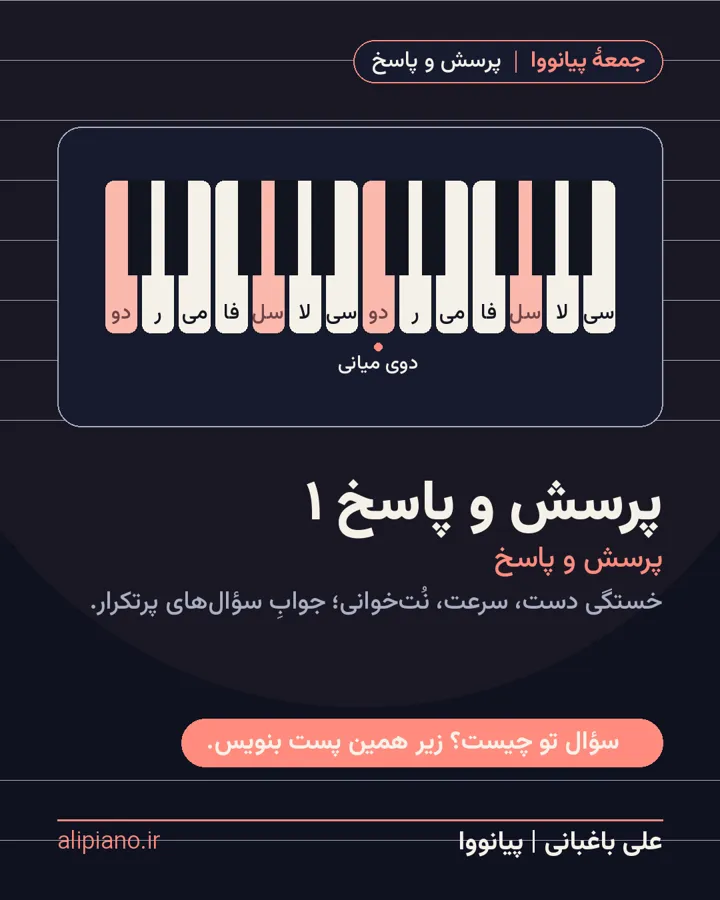 جمعهٔ پیانووا | پرسش و پاسخ
دو ر می فا سل لا سی دو ر می فا سل لا سی
دوی میانی
پرسش و پاسخ ۱
پرسش و پاسخ
خستگی دست، سرعت، نُت‌خوانی؛ جوابِ سؤال‌های پرتکرار.
سؤال تو چیست؟ زیر همین پست بنویس.
علی باغبانی | پیانووا
alipiano.ir